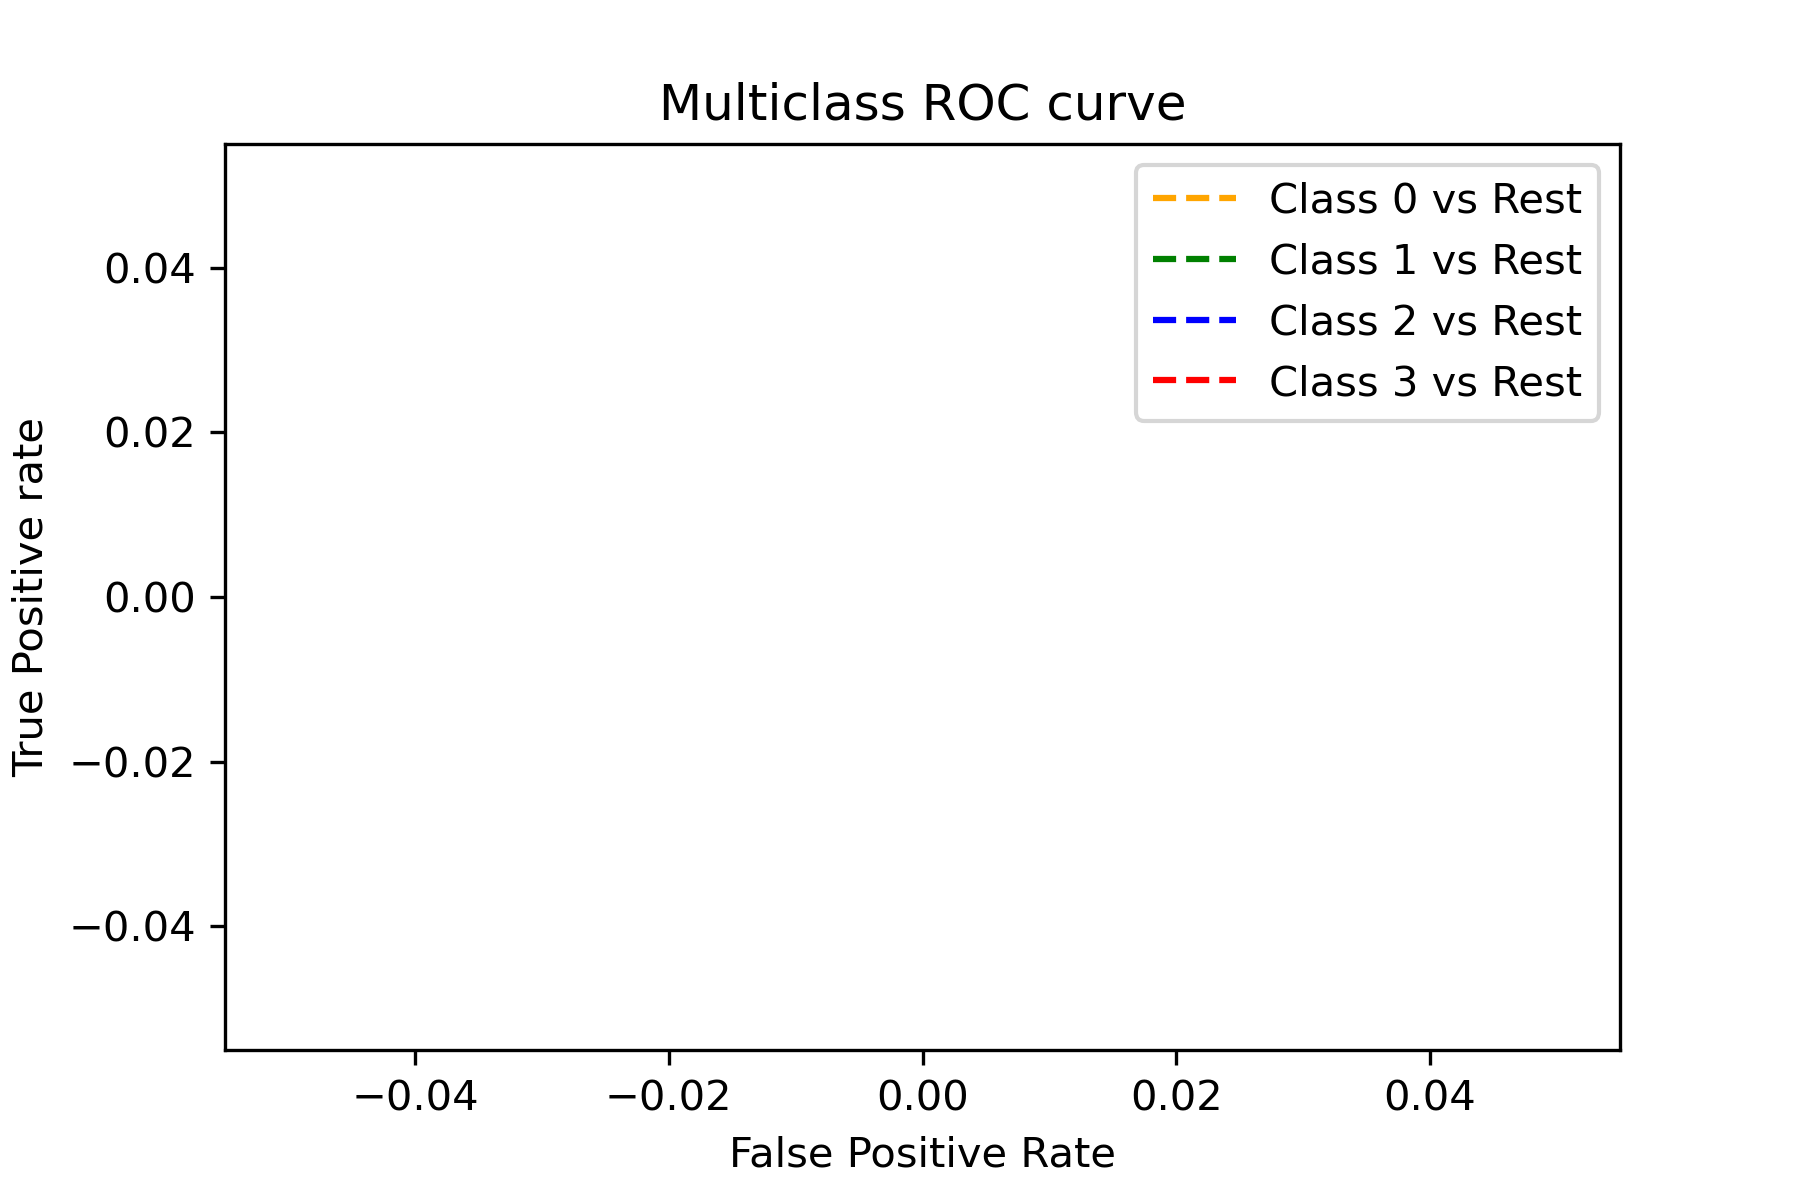 Multiclass ROC curve
Class 0 vs Rest
Class 1 vs Rest
Class 2 vs Rest
Class 3 vs Rest
True Positive rate
0.04
0.02
0.00
−0.02
−0.04
−0.04 −0.02 0.00 0.02 0.04
False Positive Rate